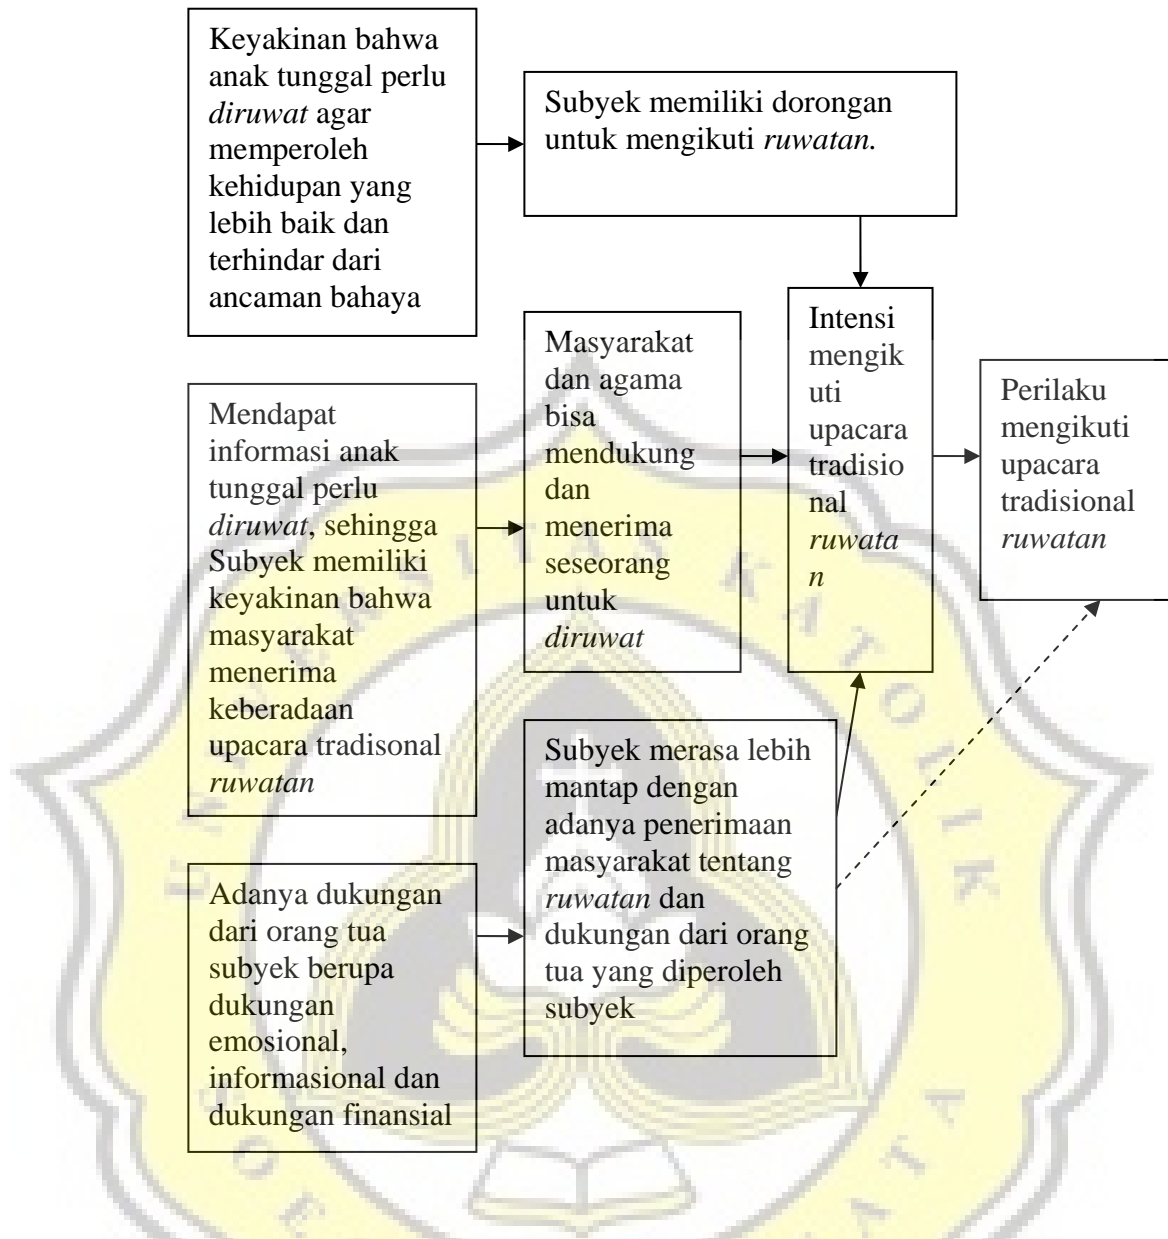 Keyakinan bahwa
anak tunggal perlu
diruwat agar
memperoleh
kehidupan yang
lebih baik dan
terhindar dari
ancaman bahaya
Subyek memiliki dorongan
untuk mengikuti ruwatan.
Mendapat
informasi anak
tunggal perlu
diruwat, sehingga
Subyek memiliki
keyakinan bahwa
masyarakat
menerima
keberadaan
upacara tradisonal
ruwatan
Masyarakat
dan agama
bisa
mendukung
dan
menerima
seseorang
untuk
diruwat
Intensi
mengik
uti
upacara
tradisio
nal
ruwata
n
Perilaku
mengikuti
upacara
tradisional
ruwatan
Adanya dukungan
dari orang tua
subyek berupa
dukungan
emosional,
informasional dan
dukungan finansial
Subyek merasa lebih
mantap dengan
adanya penerimaan
masyarakat tentang
ruwatan dan
dukungan dari orang
tua yang diperoleh
subyek
KATOLIK